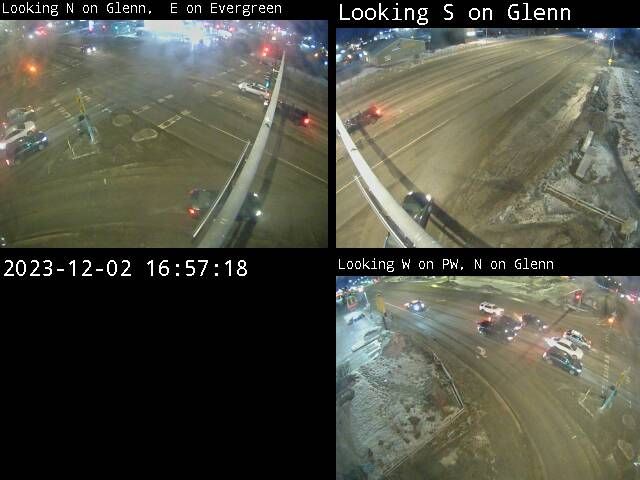 Looking N on Glenn, E on Evergreen
Looking S on Glenn
2023-12-02 16:57:18
Looking W on PW, N on Glenn